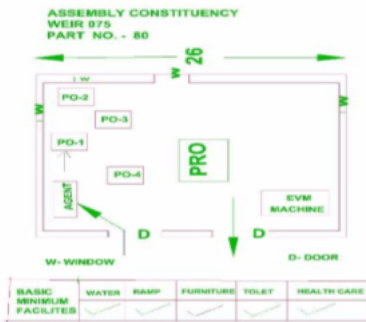 ASSEMBLY CONSTITUENCY
WEIR 075
PART NO. - 80
26
W
W
W
W
PO-2
PO-3
PO-1
PO-4
PRO
AGENT
EVM
MACHINE
D
D
W- WINDOW
D- DOOR
BASIC
MINIMUM
FACILITES
WATER
RAMP
FURNITURE
TOLET
HEALTH CARE